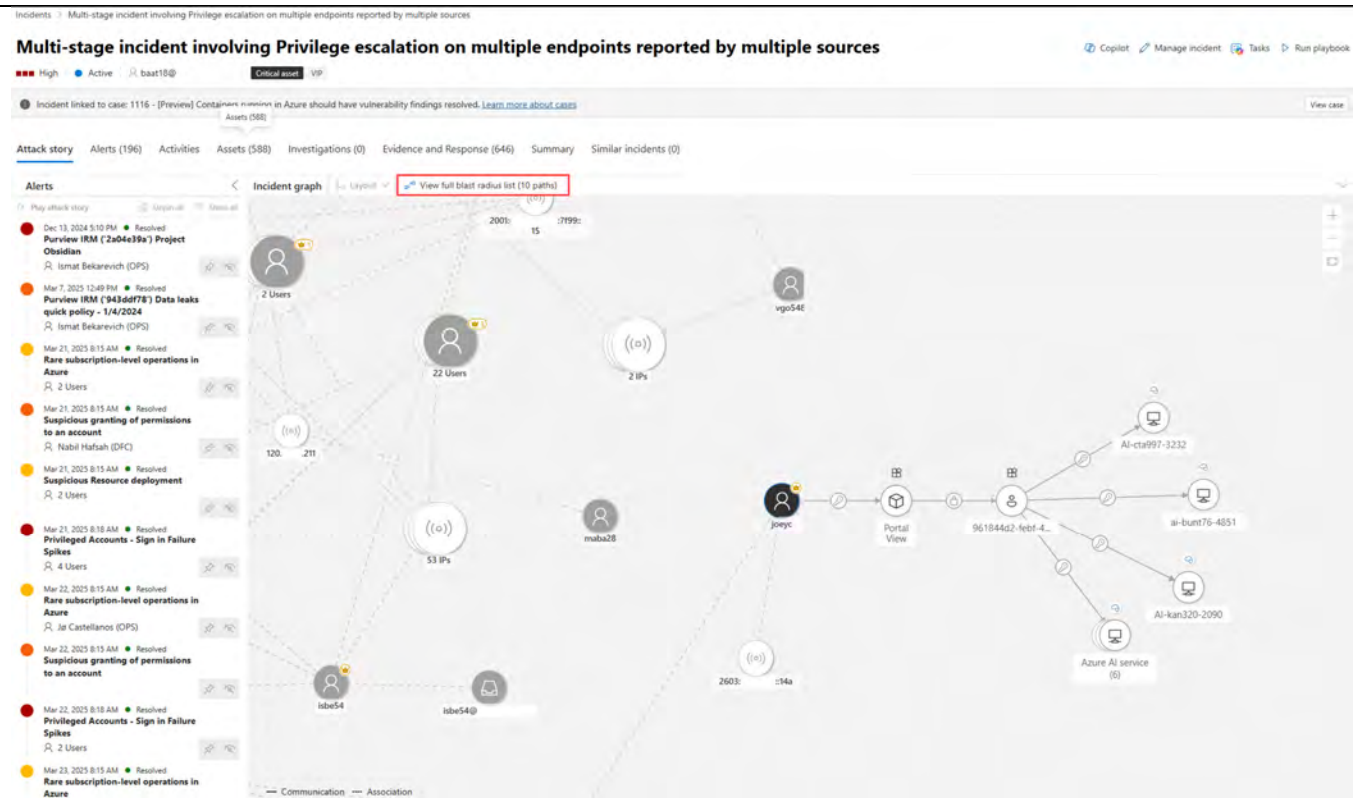 Incidents > Multi-stage incident involving Privilege escalation on multiple endpoints reported by multiple sources
Multi-stage incident involving Privilege escalation on multiple endpoints reported by multiple sources
Copilot Manage incident Tasks Run playbook
High Active baat18@ Critical asset VIP
Incident linked to case: 1116 - [Preview] Containers running in Azure should have vulnerability findings resolved. Learn more about cases View case
Assets (588)
Attack story Alerts (196) Activities Assets (588) Investigations (0) Evidence and Response (646) Summary Similar incidents (0)
Alerts
Incident graph Layout View full blast radius list (10 paths)
Play attack story Unpin all Show all
Dec 13, 2024 5:10 PM Resolved
Purview IRM ('2a04e39a') Project
Obsidian
Ismat Bekarevich (OPS)
Mar 7, 2025 12:49 PM Resolved
Purview IRM ('943ddf78') Data leaks
quick policy - 1/4/2024
Ismat Bekarevich (OPS)
Mar 21, 2025 8:15 AM Resolved
Rare subscription-level operations in
Azure
2 Users
Mar 21, 2025 8:15 AM Resolved
Suspicious granting of permissions
to an account
Nabil Hafsah (DFC)
Mar 21, 2025 8:15 AM Resolved
Suspicious Resource deployment
2 Users
Mar 21, 2025 8:18 AM Resolved
Privileged Accounts - Sign in Failure
Spikes
4 Users
Mar 22, 2025 8:15 AM Resolved
Rare subscription-level operations in
Azure
Jø Castellanos (OPS)
Mar 22, 2025 8:15 AM Resolved
Suspicious granting of permissions
to an account
Mar 22, 2025 8:18 AM Resolved
Privileged Accounts - Sign in Failure
Spikes
2 Users
Mar 23, 2025 8:15 AM Resolved
Rare subscription-level operations in
Azure
2001: :7f99::
15
2 Users
vgo548
22 Users
2 IPs
120. .211
53 IPs
maba28
joeyc
Portal
View
961844d2-febf-4...
AI-cta997-3232
ai-bunt76-4851
AI-kan320-2090
Azure AI service
(6)
2603: ::14a
isbe54
isbe54@
Communication Association